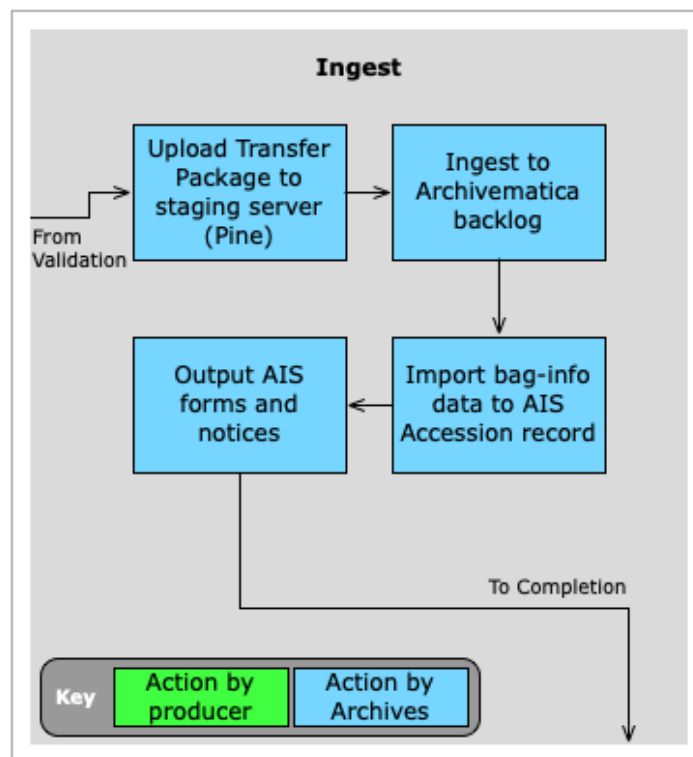 Ingest
Upload Transfer
Package to
staging server
(Pine)
Ingest to
Archivematica
backlog
From
Validation
Import bag-info
data to AIS
Accession record
Output AIS
forms and
notices
To Completion
Key
Action by
producer
Action by
Archives